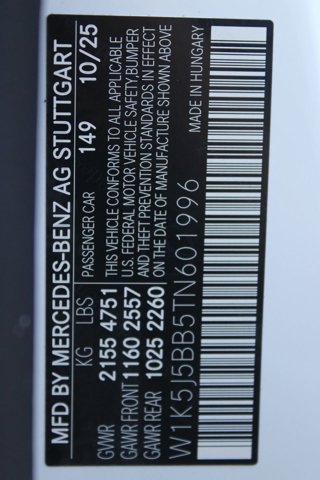 MFD BY MERCEDES-BENZ AG STUTTGART
KG LBS PASSENGER CAR 149 10/25
GVWR 2155 4751 THIS VEHICLE CONFORMS TO ALL APPLICABLE
GAWR FRONT 1160 2557 U.S. FEDERAL MOTOR VEHICLE SAFETY, BUMPER
AND THEFT PREVENTION STANDARDS IN EFFECT
GAWR REAR 1025 2260 ON THE DATE OF MANUFACTURE SHOWN ABOVE
W1K5J5BB5TN601996 MADE IN HUNGARY